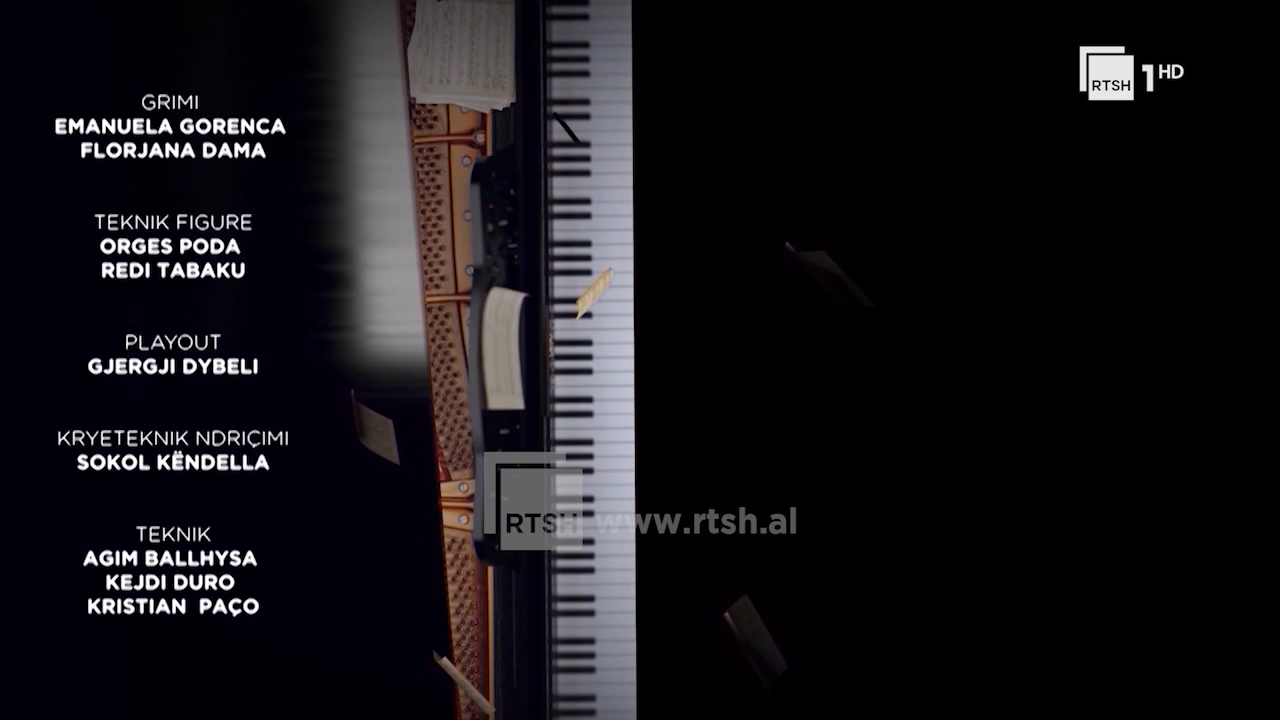 GRIMI
EMANUELA GORENCA
FLORJANA DAMA
TEKNIK FIGURE
ORGES PODA
REDI TABAKU
PLAYOUT
GJERGJI DYBELI
KRYETEKNIK NDRIÇIMI
SOKOL KËNDELLA
TEKNIK
AGIM BALLHYSA
KEJDI DURO
KRISTIAN PAÇO
RTSH 1 HD
RTSH www.rtsh.al